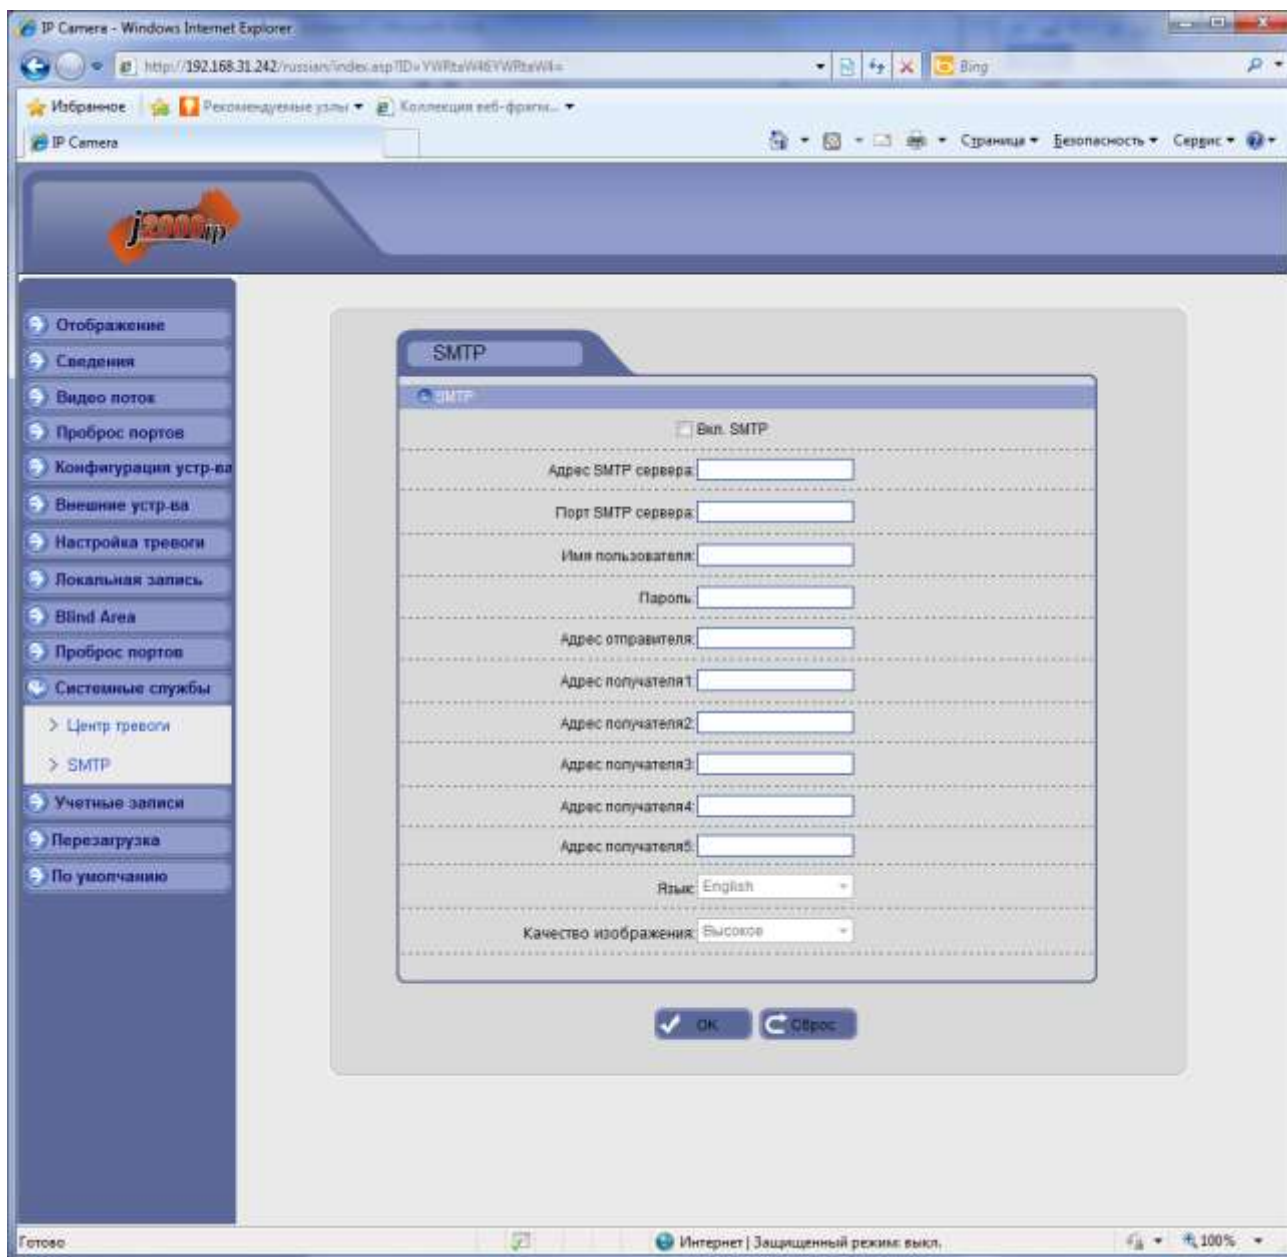 IP Camera - Windows Internet Explorer
http://192.168.31.242/russian/index.asp?ID=YWRtaW46YWRtaW4=
Bing
Избранное
Рекомендуемые узлы
Коллекция веб-фрагм...
IP Camera
Страница
Безопасность
Сервис
j2000ip
Отображение
Сведения
Видео поток
Проброс портов
Конфигурация устр-ва
Внешние устр-ва
Настройка тревоги
Локальная запись
Blind Area
Проброс портов
Системные службы
> Центр тревоги
> SMTP
Учетные записи
Перезагрузка
По умолчанию
SMTP
SMTP
Вкл. SMTP
Адрес SMTP сервера:
Порт SMTP сервера:
Имя пользователя:
Пароль:
Адрес отправителя:
Адрес получателя1:
Адрес получателя2:
Адрес получателя3:
Адрес получателя4:
Адрес получателя5:
Язык: English
Качество изображения: Высокое
OK
Сброс
Готово
Интернет | Защищенный режим: выкл.
100%